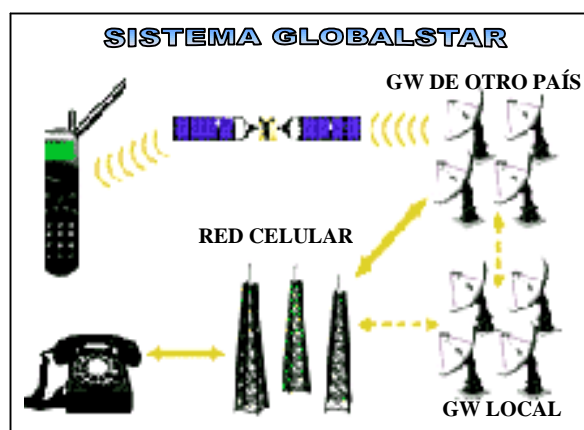 SISTEMA GLOBALSTAR
GW DE OTRO PAÍS
RED CELULAR
GW LOCAL